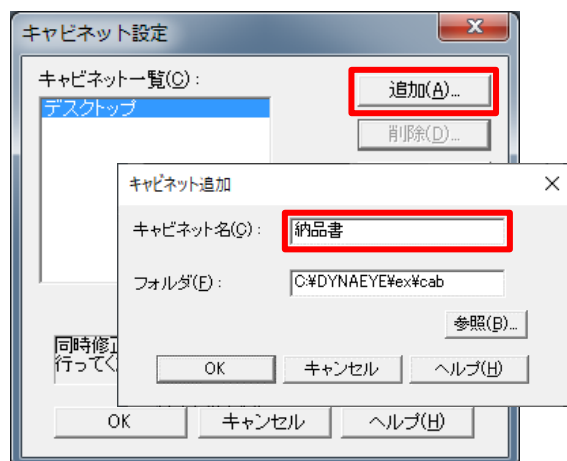 キャビネット設定
キャビネット一覧(C):
追加(A)...
デスクトップ
削除(D)...
キャビネット追加
キャビネット名(C):
納品書
フォルダ(F):
C:¥DYNAEYE¥ex¥cab
参照(B)...
同時修正
行ってく
OK
キャンセル
ヘルプ(H)
OK
キャンセル
ヘルプ(H)